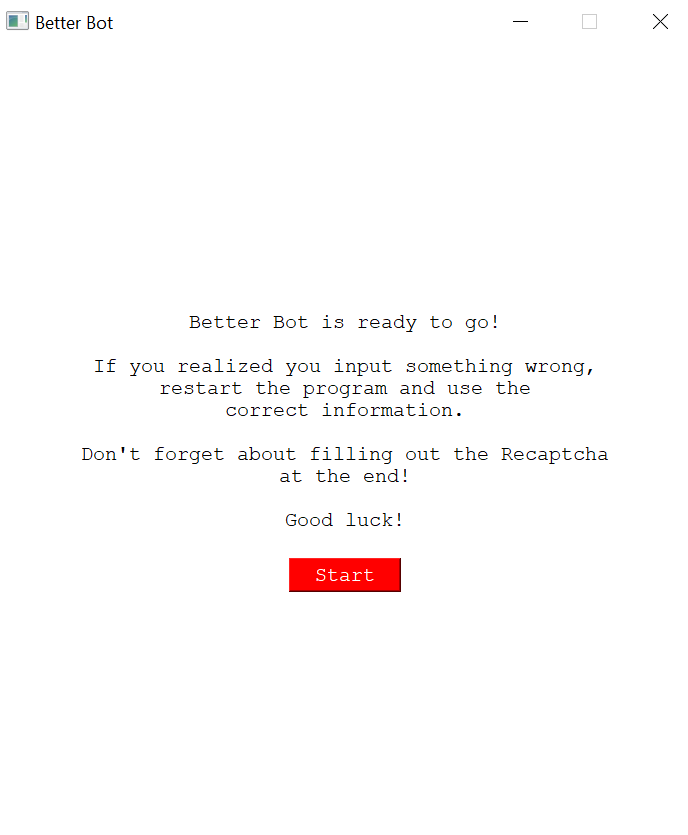 Better Bot
Better Bot is ready to go!
If you realized you input something wrong,
restart the program and use the
correct information.
Don't forget about filling out the Recaptcha
at the end!
Good luck!
Start